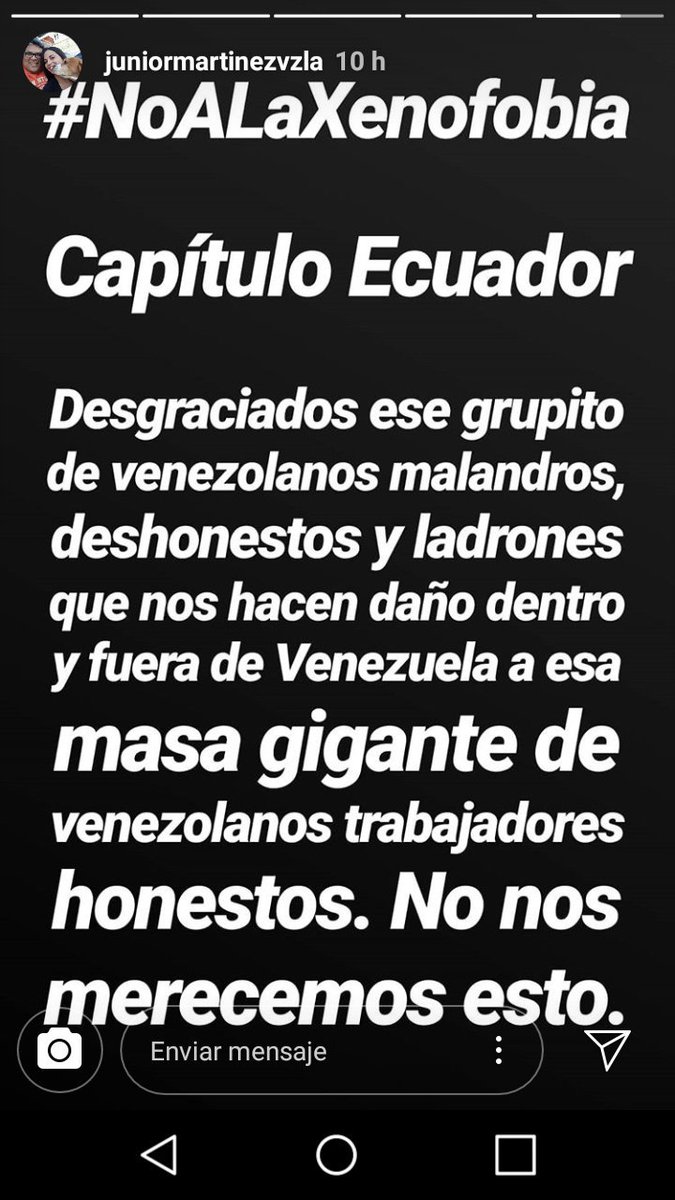 juniormartinezvzla 10 h
#NoALaXenofobia
Capítulo Ecuador
Desgraciados ese grupito
de venezolanos malandros,
deshonestos y ladrones
que nos hacen daño dentro
y fuera de Venezuela a esa
masa gigante de
venezolanos trabajadores
honestos. No nos
merecemos esto.
Enviar mensaje